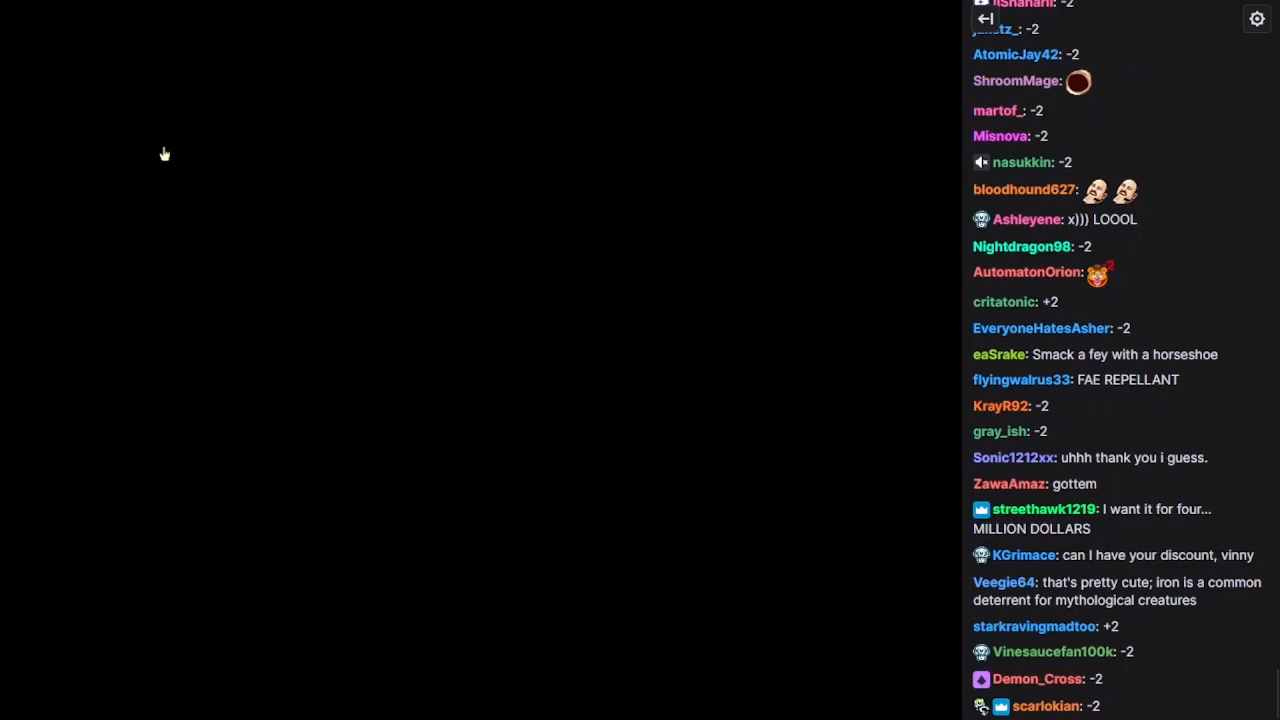 -2
-2
AtomicJay42: -2
ShroomMage:
martof_: -2
Misnova: -2
nasukkin: -2
bloodhound627:
Ashleyene: x))) LOOOL
Nightdragon98: -2
AutomatonOrion:
critatonic: +2
EveryoneHatesAsher: -2
eaSrake: Smack a fey with a horseshoe
flyingwalrus33: FAE REPELLANT
KrayR92: -2
gray_ish: -2
Sonic1212xx: uhhh thank you i guess.
ZawaAmaz: gottem
streethawk1219: I want it for four...
MILLION DOLLARS
KGrimace: can I have your discount, vinny
Veegie64: that's pretty cute; iron is a common
deterrent for mythological creatures
starkravingmadtoo: +2
Vinesaucefan100k: -2
Demon_Cross: -2
scarlokian: -2